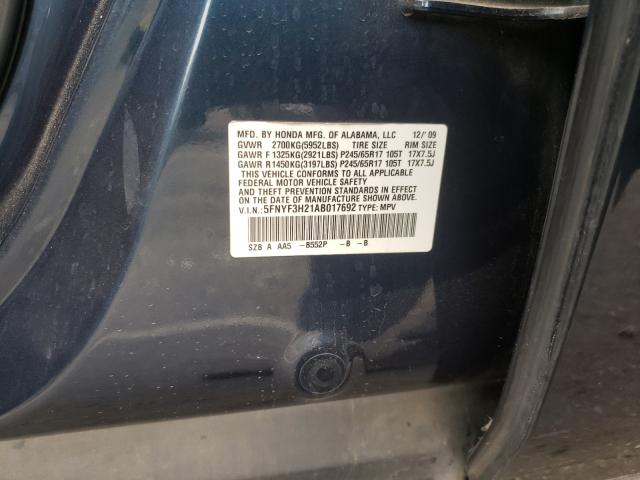 MFD. BY HONDA MFG. OF ALABAMA, LLC 12/'09
GVWR 2700KG(5952LBS) TIRE SIZE RIM SIZE
GAWR F 1325KG(2921LBS) P245/65R17 105T 17X7.5J
GAWR R 1450KG(3197LBS) P245/65R17 105T 17X7.5J
THIS VEHICLE CONFORMS TO ALL APPLICABLE
FEDERAL MOTOR VEHICLE SAFETY
AND THEFT PREVENTION STANDARDS IN EFFECT
ON THE DATE OF MANUFACTURE SHOWN ABOVE.
V.I.N.: 5FNYF3H21AB017692 TYPE: MPV
SZB A AA5 -B552P -B -B